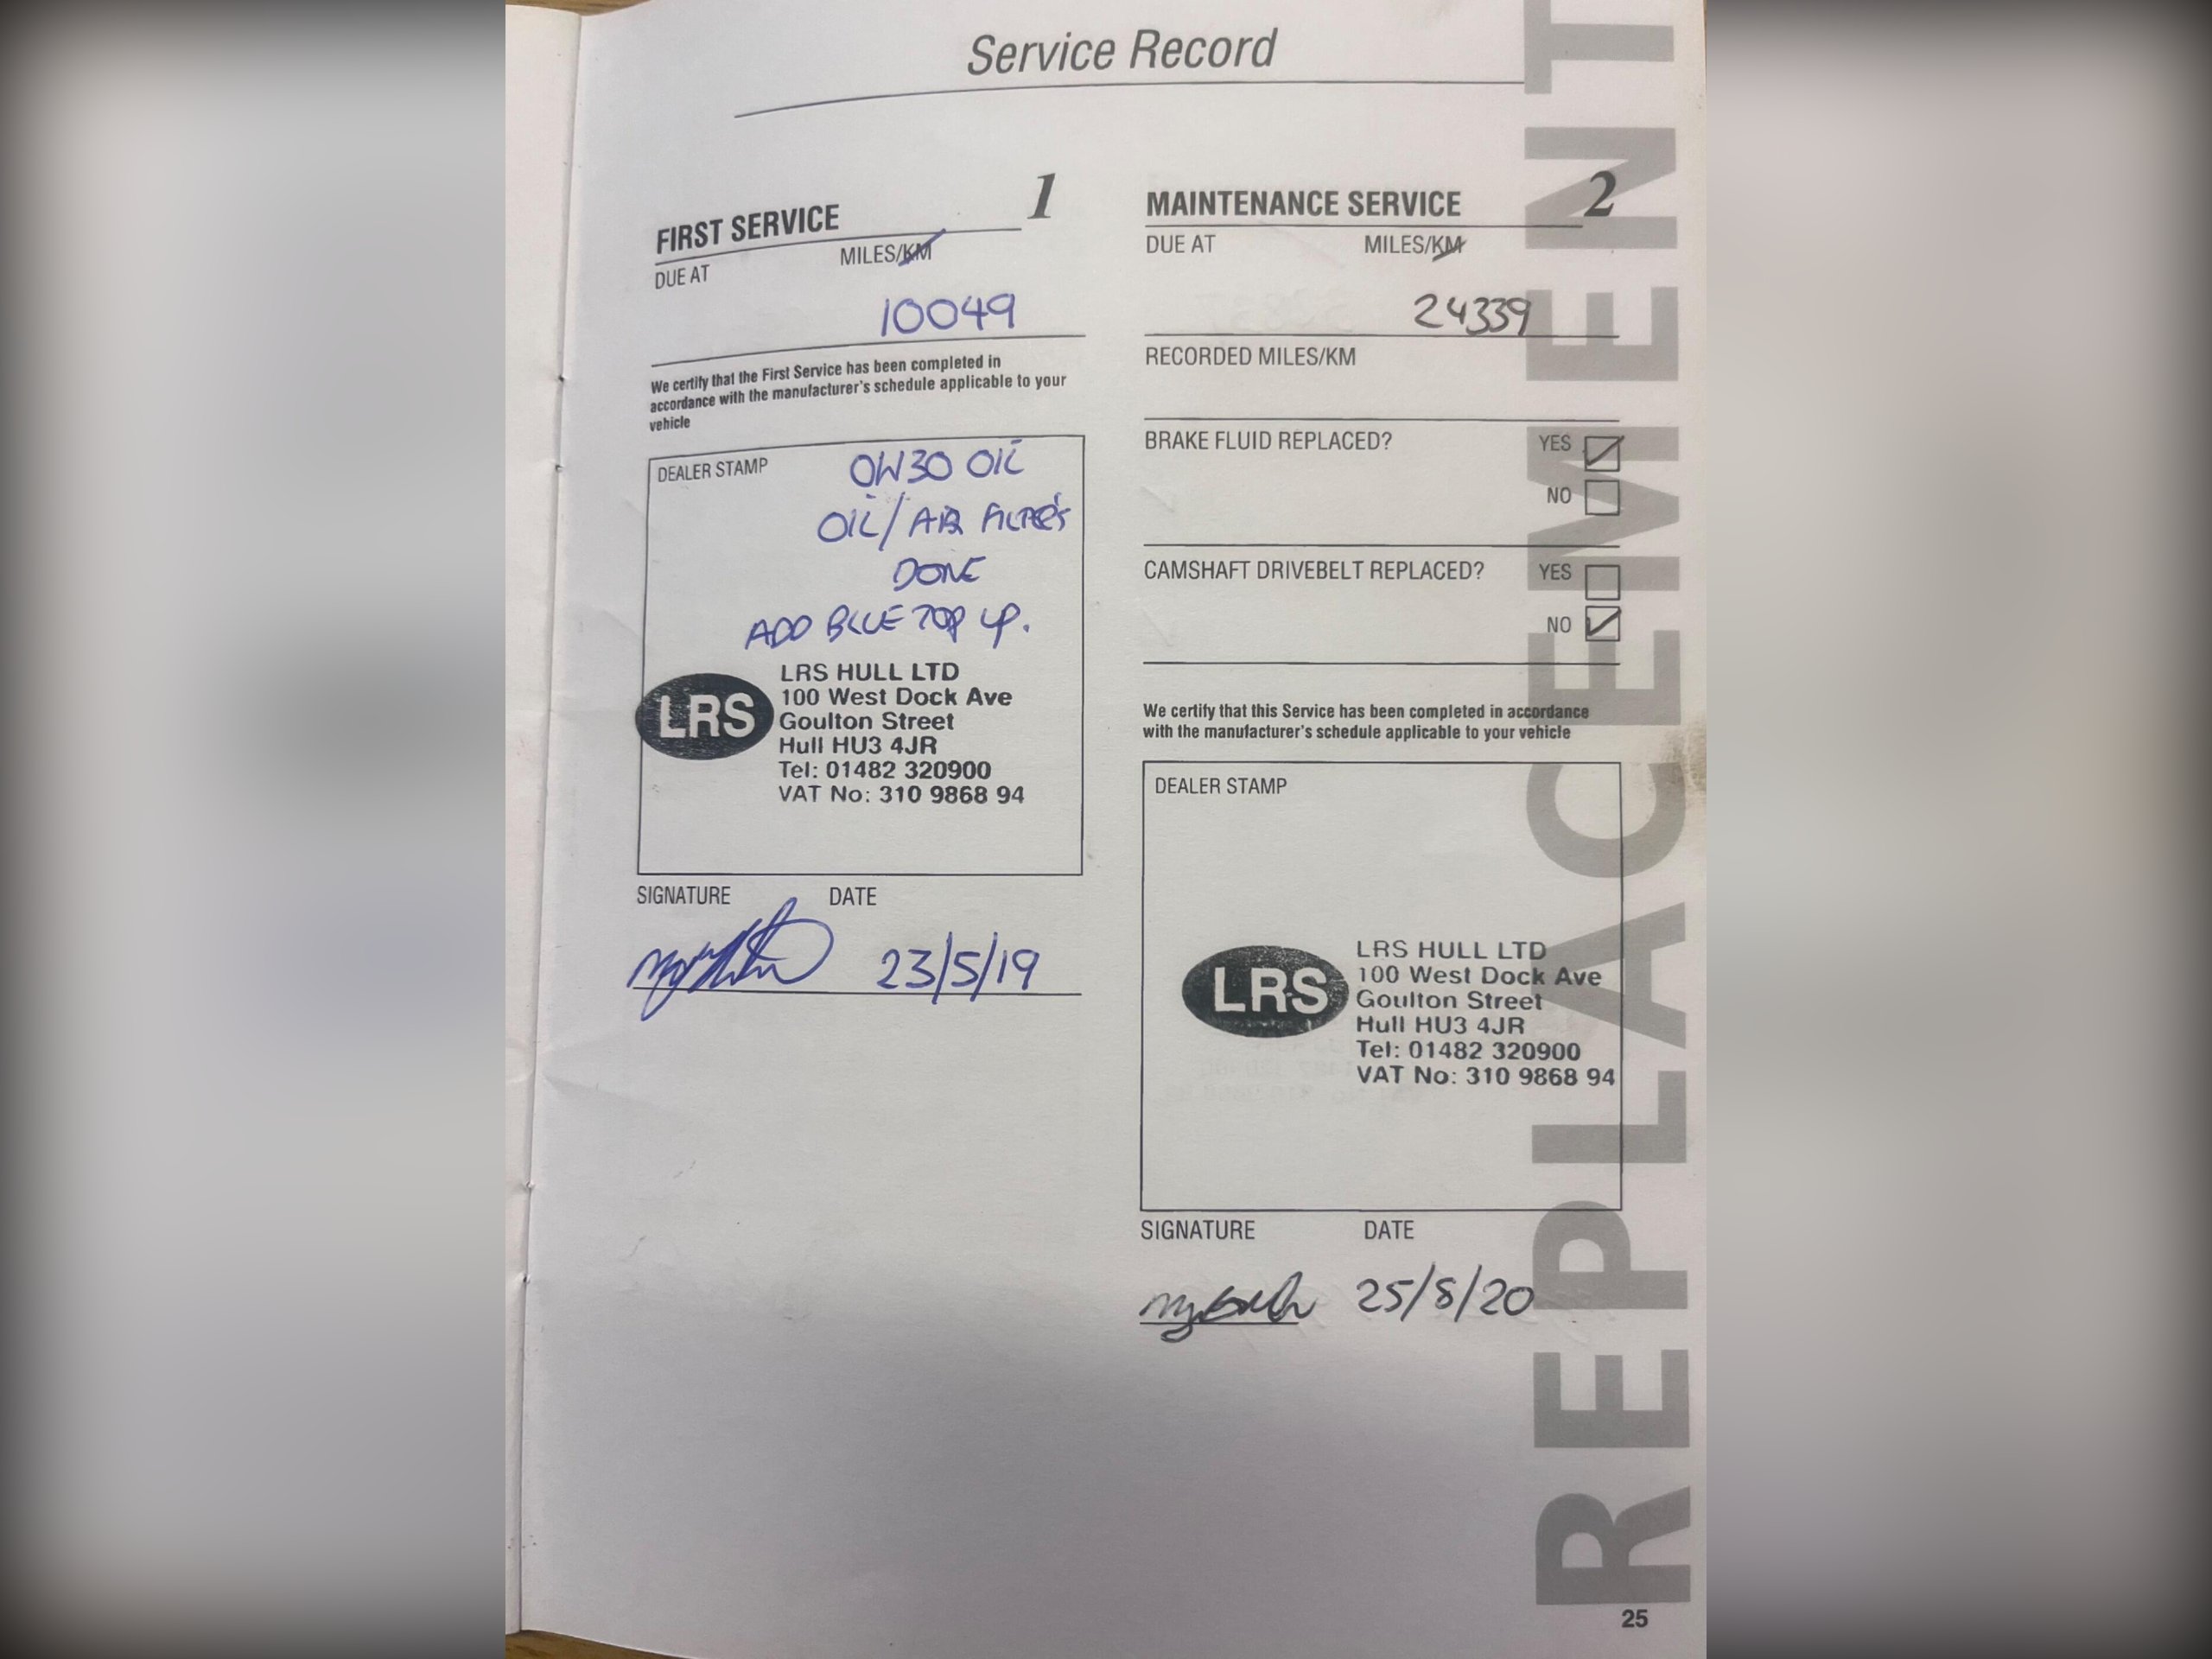 Service Record
FIRST SERVICE 1
DUE AT MILES/KM
10049
We certify that the First Service has been completed in
accordance with the manufacturer's schedule applicable to your
vehicle
DEALER STAMP
OW30 OIL
OIL/AIR FILTERS
DONE
ADD BLUE TOP UP.
LRS
LRS HULL LTD
100 West Dock Ave
Goulton Street
Hull HU3 4JR
Tel: 01482 320900
VAT No: 310 9868 94
SIGNATURE DATE
23/5/19
MAINTENANCE SERVICE 2
DUE AT MILES/KM
24339
RECORDED MILES/KM
BRAKE FLUID REPLACED? YES
NO
CAMSHAFT DRIVEBELT REPLACED? YES
NO
We certify that this Service has been completed in accordance
with the manufacturer's schedule applicable to your vehicle
DEALER STAMP
LRS
LRS HULL LTD
100 West Dock Ave
Goulton Street
Hull HU3 4JR
Tel: 01482 320900
VAT No: 310 9868 94
SIGNATURE DATE
25/8/20
REPLACEMENT
25